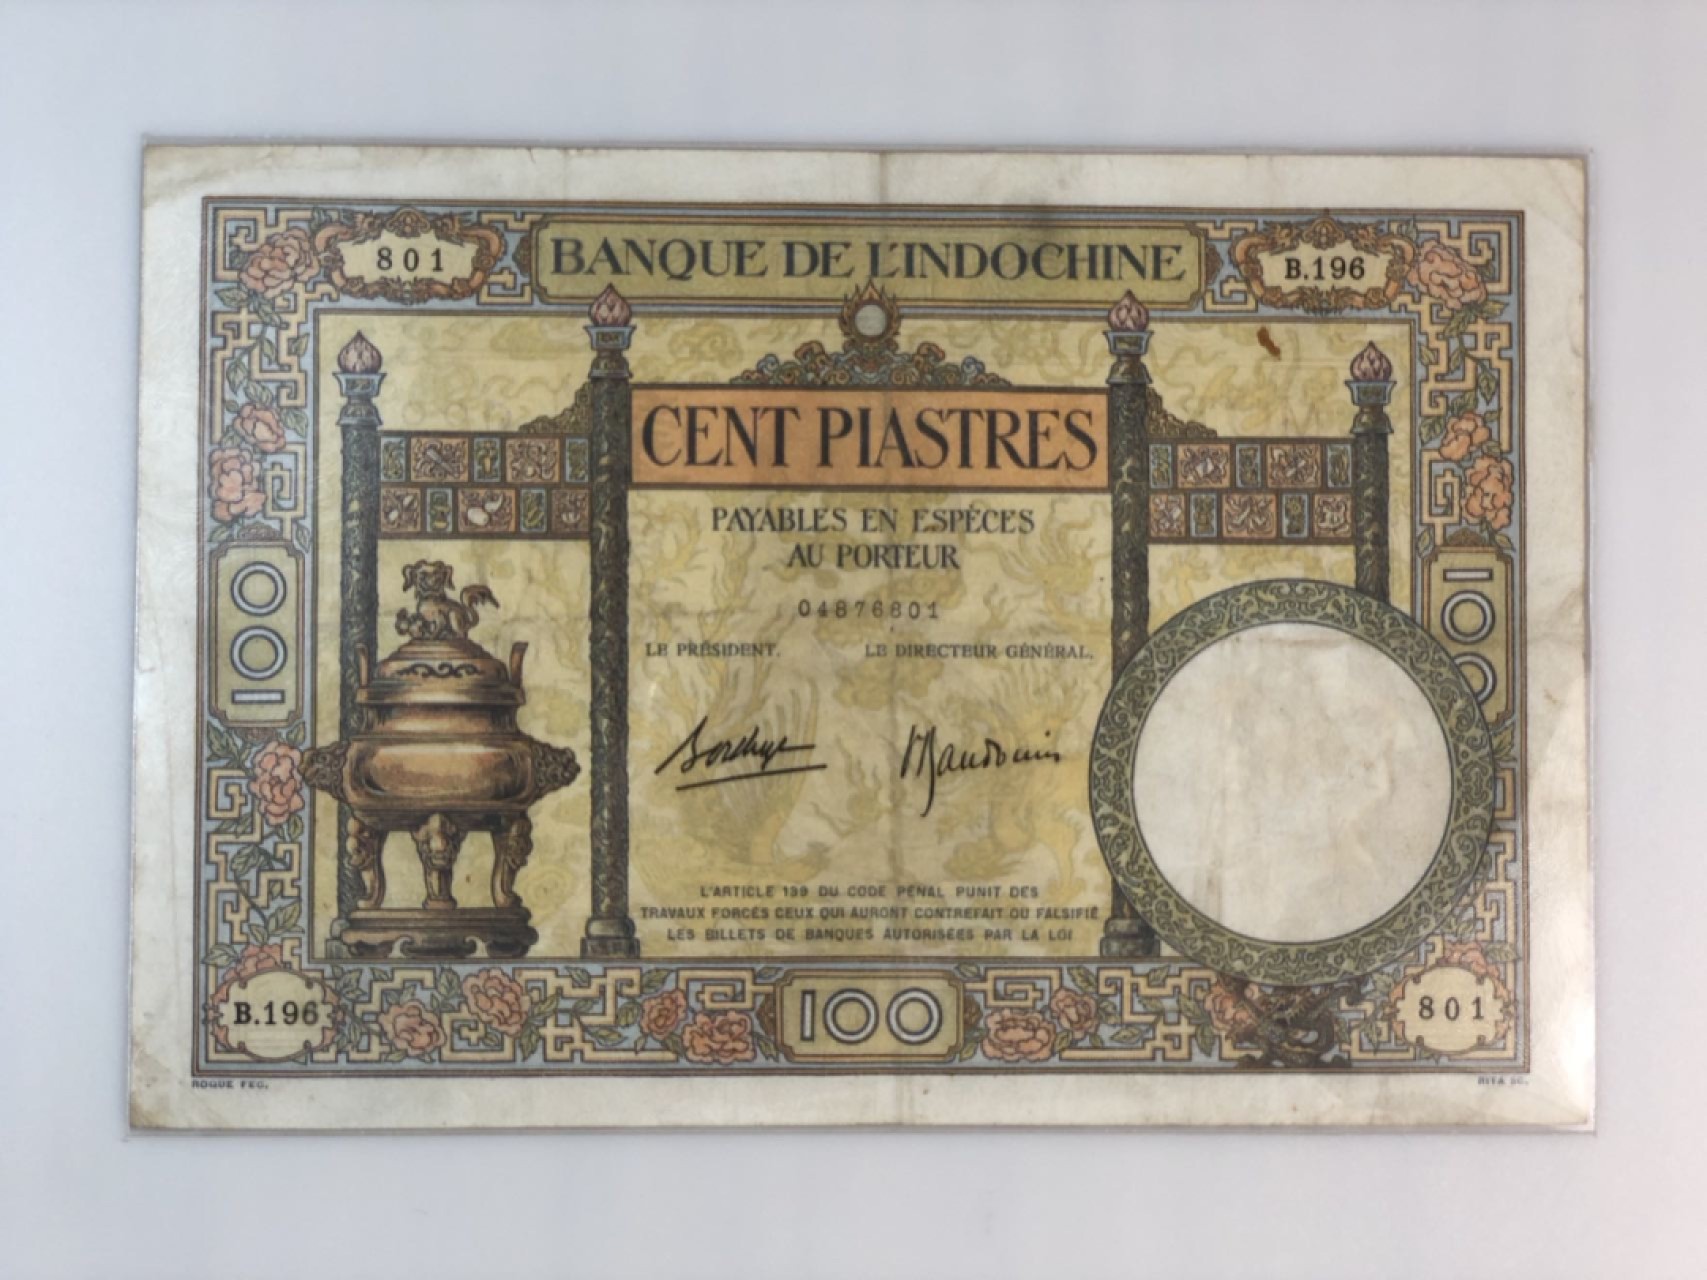 801
BANQUE DE L'INDOCHINE
B.196
CENT PIASTRES
PAYABLES EN ESPÈCES
AU PORTEUR
04876801
LE PRÉSIDENT.
LE DIRECTEUR GÉNÉRAL.
100
100
L'ARTICLE 139 DU CODE PÉNAL PUNIT DES
TRAVAUX FORCÉS CEUX QUI AURONT CONTREFAIT OU FALSIFIÉ
LES BILLETS DE BANQUES AUTORISÉES PAR LA LOI
B.196
100
801
ROQUE FEC.
RITA SC.